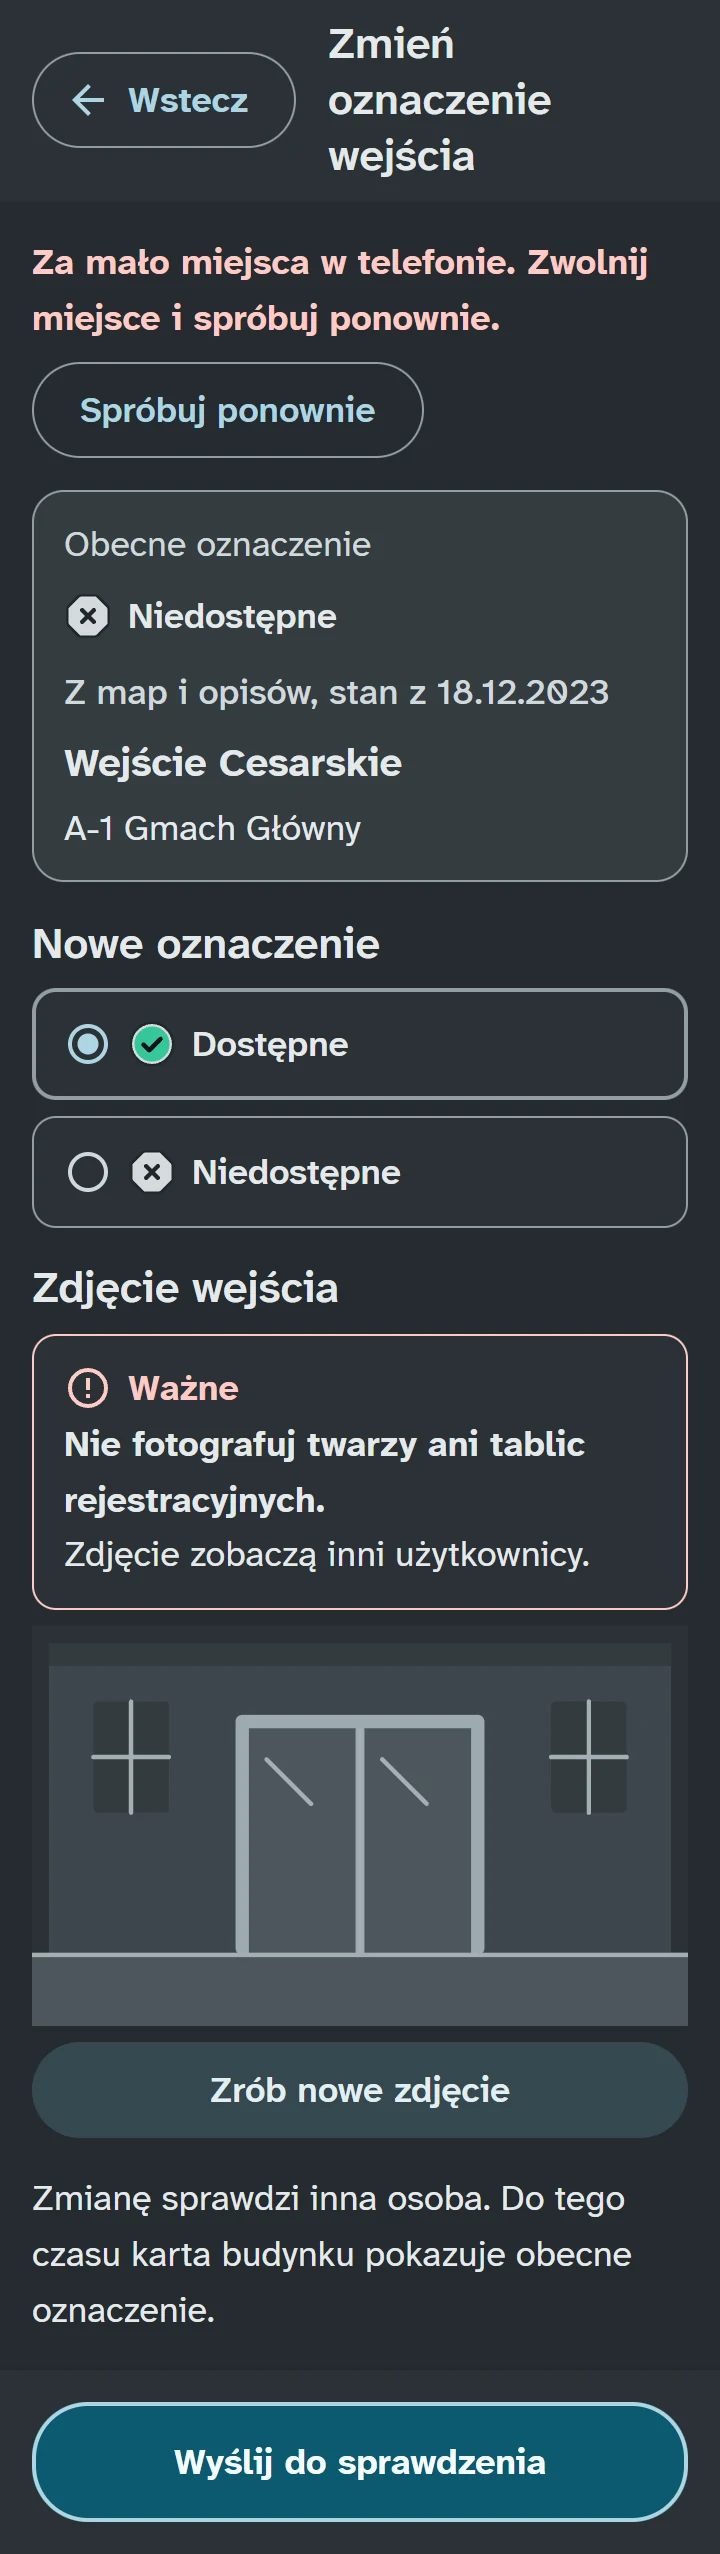 Wstecz
Zmień
oznaczenie
wejścia
Za mało miejsca w telefonie. Zwolnij
miejsce i spróbuj ponownie.
Spróbuj ponownie
Obecne oznaczenie
Niedostępne
Z map i opisów, stan z 18.12.2023
Wejście Cesarskie
A-1 Gmach Główny
Nowe oznaczenie
Dostępne
Niedostępne
Zdjęcie wejścia
Ważne
Nie fotografuj twarzy ani tablic
rejestracyjnych.
Zdjęcie zobaczą inni użytkownicy.
Zrób nowe zdjęcie
Zmianę sprawdzi inna osoba. Do tego
czasu karta budynku pokazuje obecne
oznaczenie.
Wyślij do sprawdzenia